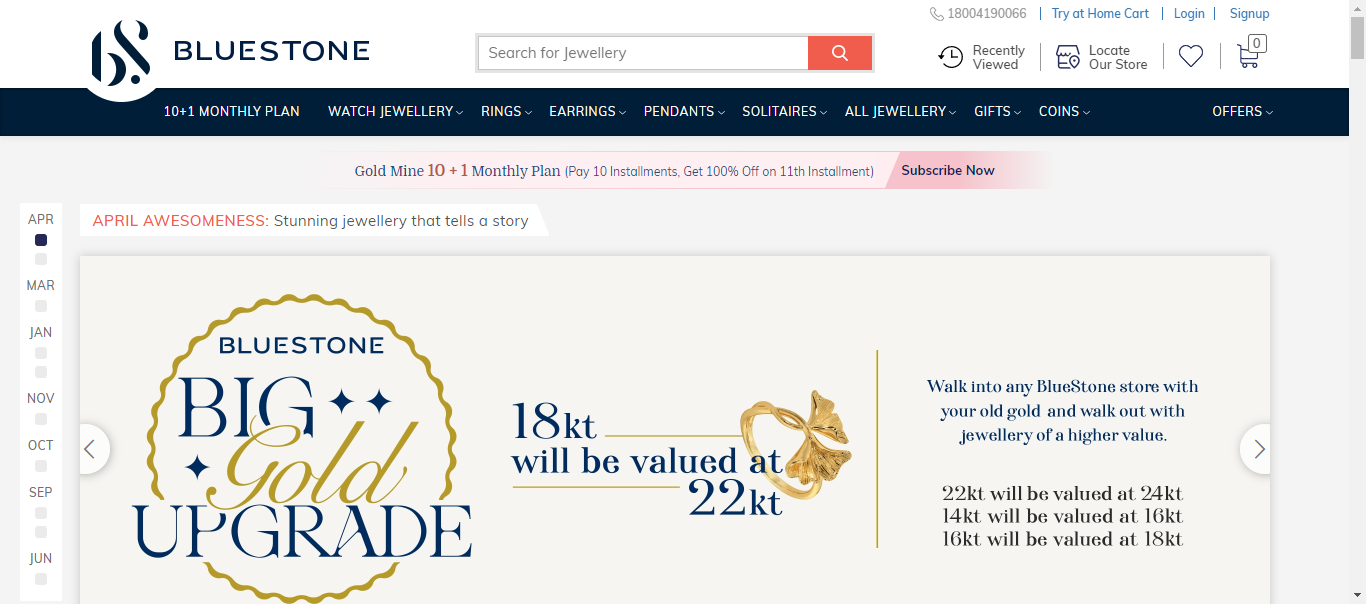 18004190066
Try at Home Cart
Login
Signup
BLUESTONE
Search for Jewellery
Recently
Viewed
Locate
Our Store
0
10+1 MONTHLY PLAN
WATCH JEWELLERY
RINGS
EARRINGS
PENDANTS
SOLITAIRES
ALL JEWELLERY
GIFTS
COINS
OFFERS
Gold Mine 10 + 1 Monthly Plan (Pay 10 Installments, Get 100% Off on 11th Installment)
Subscribe Now
APRIL AWESOMENESS: Stunning jewellery that tells a story
APR
MAR
JAN
NOV
OCT
SEP
JUN
BLUESTONE
BIG
Gold
UPGRADE
18kt
will be valued at
22kt
Walk into any BlueStone store with
your old gold and walk out with
jewellery of a higher value.
22kt will be valued at 24kt
14kt will be valued at 16kt
16kt will be valued at 18kt